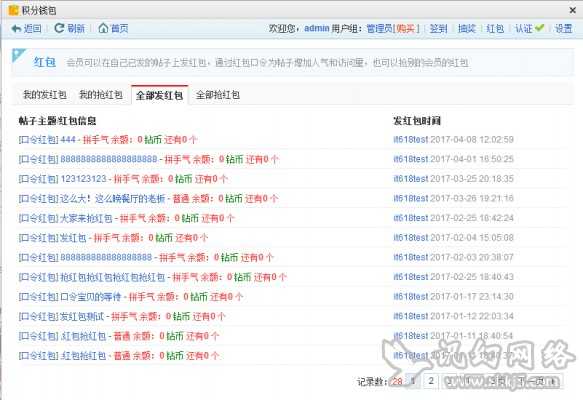 积分钱包
返回 刷新 首页 欢迎您, admin 用户组: 管理员[购买] | 签到 | 抽奖 | 红包 | 认证 | 设置
红包 会员可以在自己已发的帖子上发红包，通过红包口令为帖子增加人气和访问量，也可以抢别的会员的红包
我的发红包 我的抢红包 全部发红包 全部抢红包
帖子主题/红包信息 发红包时间
[口令红包] 444 - 拼手气 余额：0 钻币 还有0 个 it618test 2017-04-08 12:02:59
[口令红包] 8888888888888888888 - 拼手气 余额：0 钻币 还有0 个 it618test 2017-04-01 16:50:25
[口令红包] 123123123 - 拼手气 余额：0 钻币 还有0 个 it618test 2017-03-25 20:18:35
[口令红包] 这么大！这么晚餐厅的老板 - 普通 余额：0 钻币 还有0 个 it618test 2017-03-26 19:21:16
[口令红包] 大家来抢红包 - 拼手气 余额：0 钻币 还有0 个 it618test 2017-02-25 18:42:24
[口令红包] 发红包 - 拼手气 余额：0 钻币 还有0 个 it618test 2017-02-04 15:05:08
[口令红包] 888888888888888888 - 拼手气 余额：0 钻币 还有0 个 it618test 2017-02-03 20:38:07
[口令红包] 抢红包抢红包抢红包抢红包 - 拼手气 余额：0 钻币 还有0 个 it618test 2017-02-25 18:40:43
[口令红包] 口令宝贝的等待 - 拼手气 余额：0 钻币 还有0 个 it618test 2017-01-17 23:14:30
[口令红包] 发红包测试 - 拼手气 余额：0 钻币 还有0 个 it618test 2017-01-12 22:03:34
[口令红包] .红包抢红包 - 普通 余额：0 钻币 还有0 个 it618test 2017-01-11 18:40:54
[口令红包] .红包抢红包 - 普通 余额：0 钻币 还有0 个 it618test
记录数: 28 1 2 3